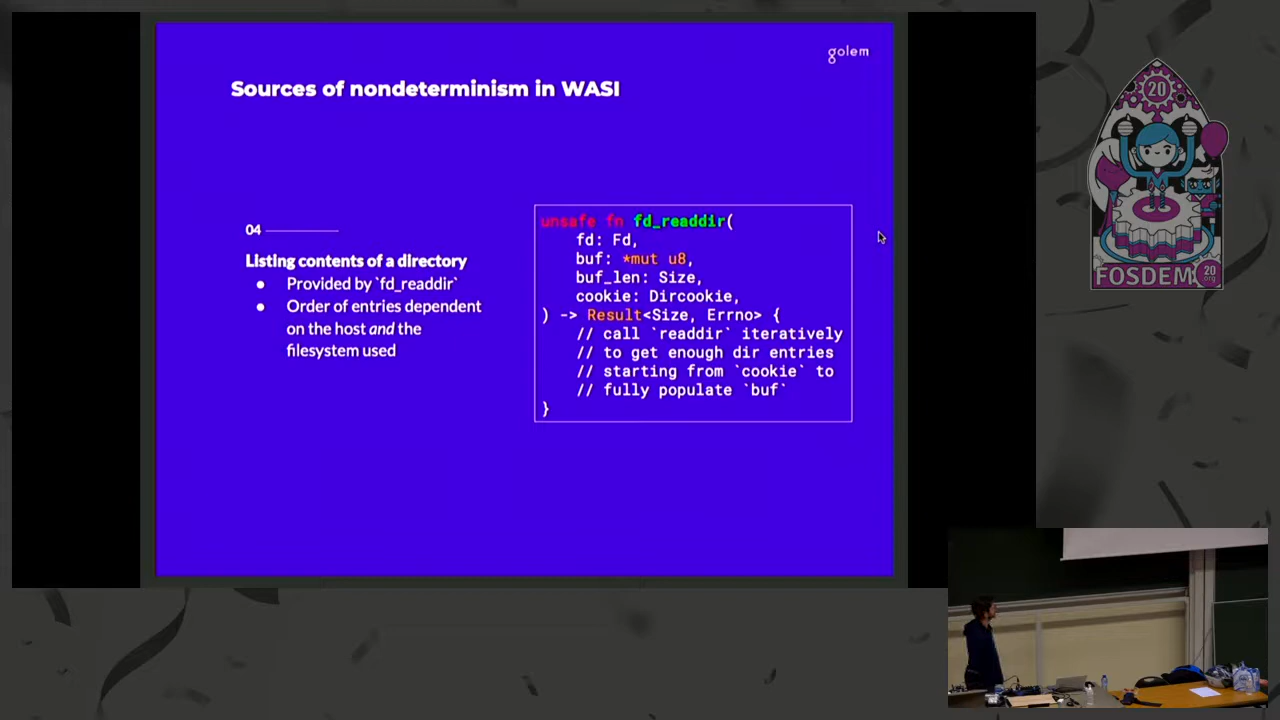 golem
Sources of nondeterminism in WASI
04
Listing contents of a directory
● Provided by `fd_readdir`
● Order of entries dependent
on the host and the
filesystem used
unsafe fn fd_readdir(
fd: Fd,
buf: *mut u8,
buf_len: Size,
cookie: Dircookie,
) -> Result<Size, Errno> {
// call `readdir` iteratively
// to get enough dir entries
// starting from `cookie` to
// fully populate `buf`
}
20
FOSDEM
20
.org